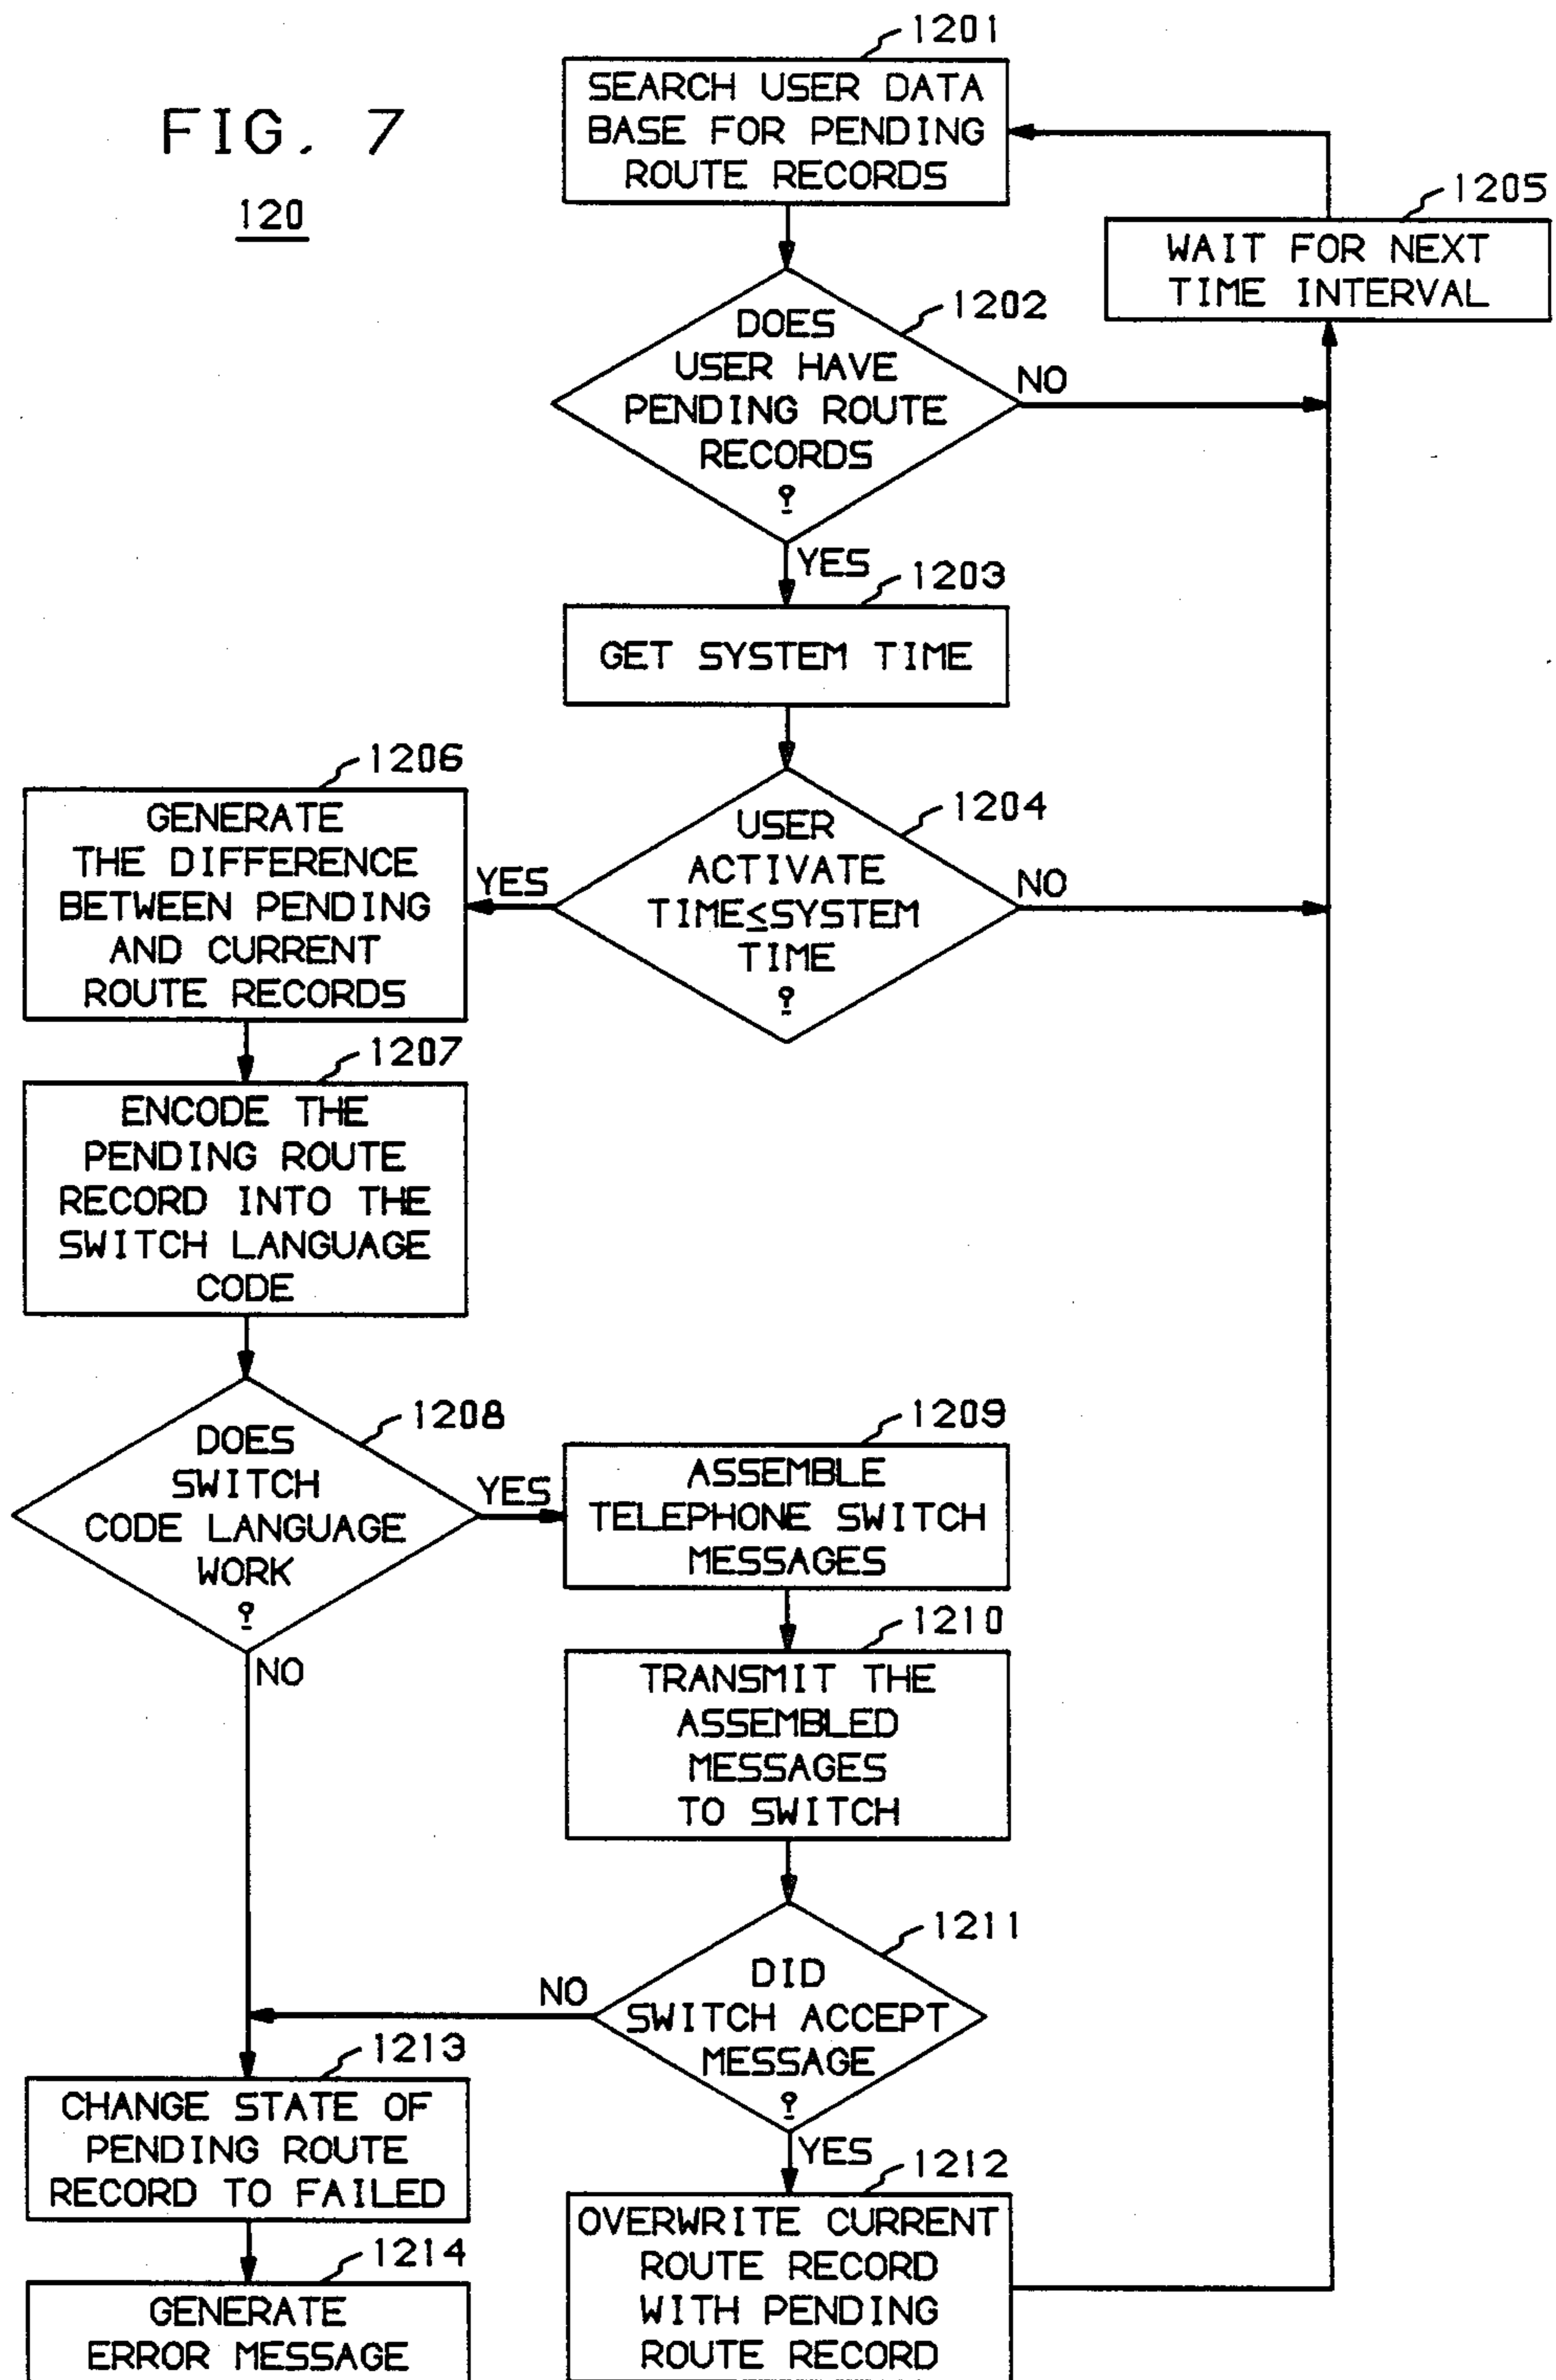 FIG. 7
120
1201
SEARCH USER DATA
BASE FOR PENDING
ROUTE RECORDS
1205
WAIT FOR NEXT
TIME INTERVAL
1202
DOES
USER HAVE
PENDING ROUTE
RECORDS
?
NO
YES
1203
GET SYSTEM TIME
1204
USER
ACTIVATE
TIME≤SYSTEM
TIME
?
YES
NO
1206
GENERATE
THE DIFFERENCE
BETWEEN PENDING
AND CURRENT
ROUTE RECORDS
1207
ENCODE THE
PENDING ROUTE
RECORD INTO THE
SWITCH LANGUAGE
CODE
1208
DOES
SWITCH
CODE LANGUAGE
WORK
?
YES
NO
1209
ASSEMBLE
TELEPHONE SWITCH
MESSAGES
1210
TRANSMIT THE
ASSEMBLED
MESSAGES
TO SWITCH
1211
DID
SWITCH ACCEPT
MESSAGE
?
NO
YES
1213
CHANGE STATE OF
PENDING ROUTE
RECORD TO FAILED
1212
OVERWRITE CURRENT
ROUTE RECORD
WITH PENDING
ROUTE RECORD
1214
GENERATE
ERROR MESSAGE